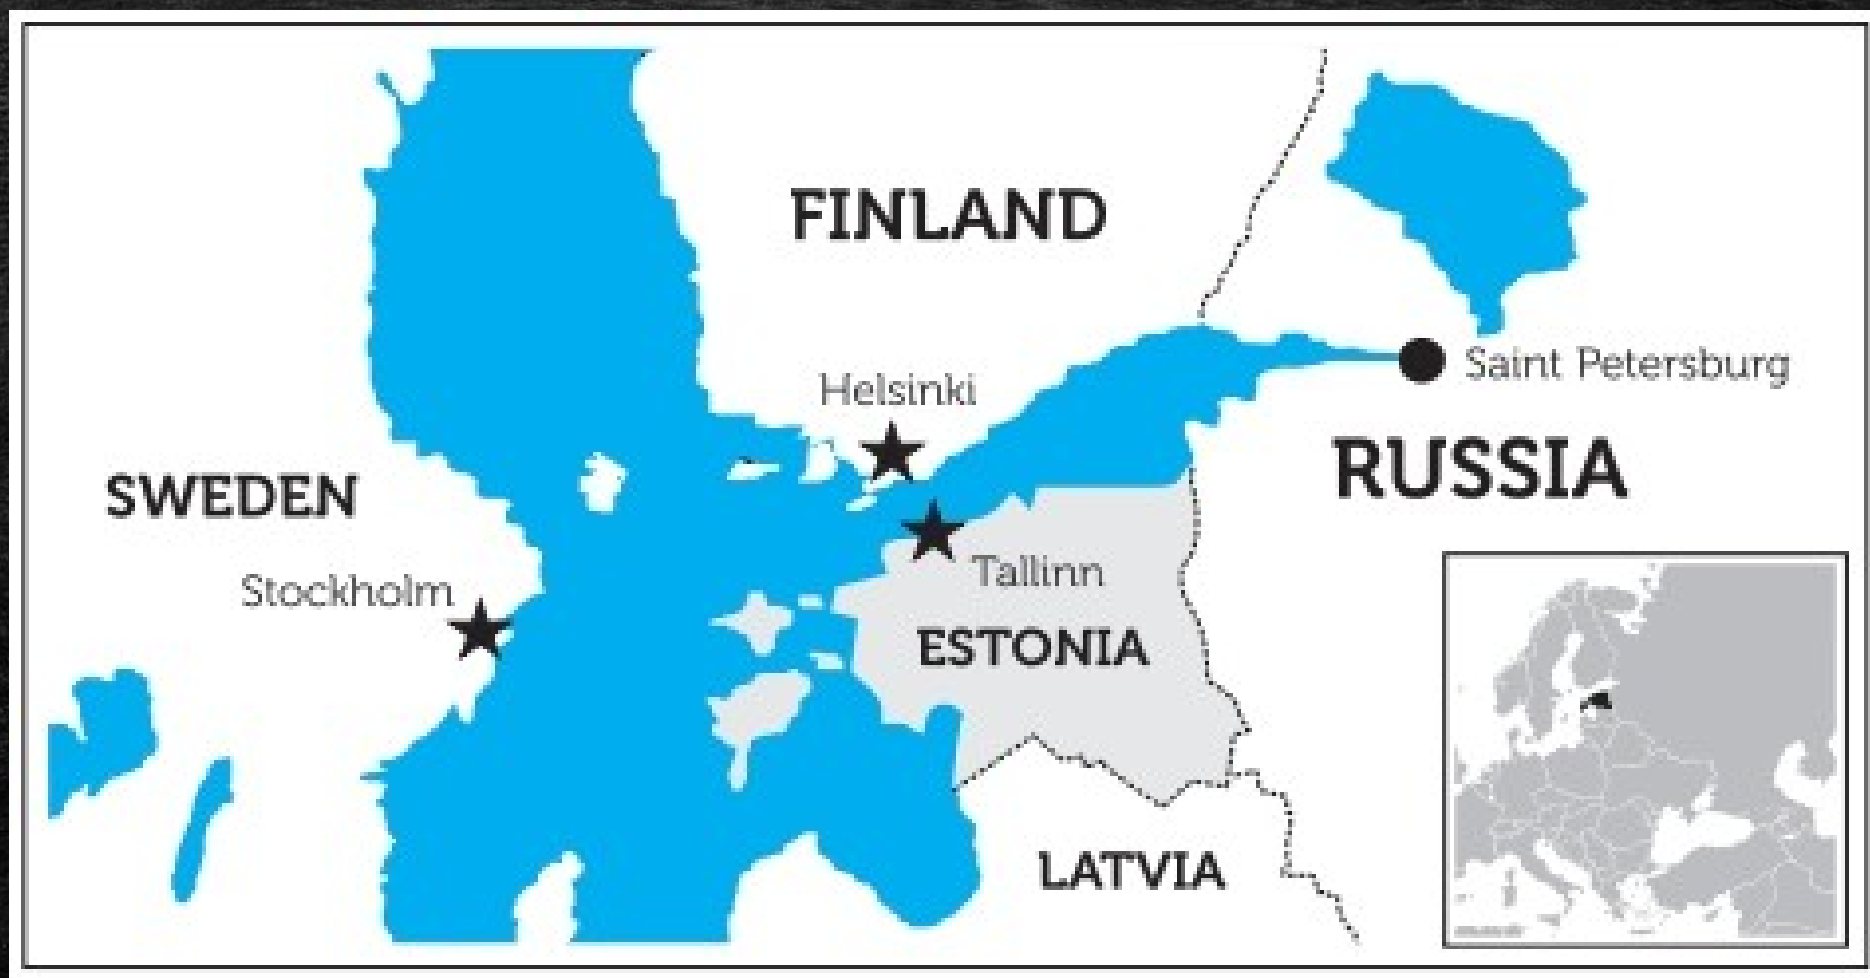 FINLAND
Helsinki
Saint Petersburg
SWEDEN
RUSSIA
Stockholm
Tallinn
ESTONIA
LATVIA